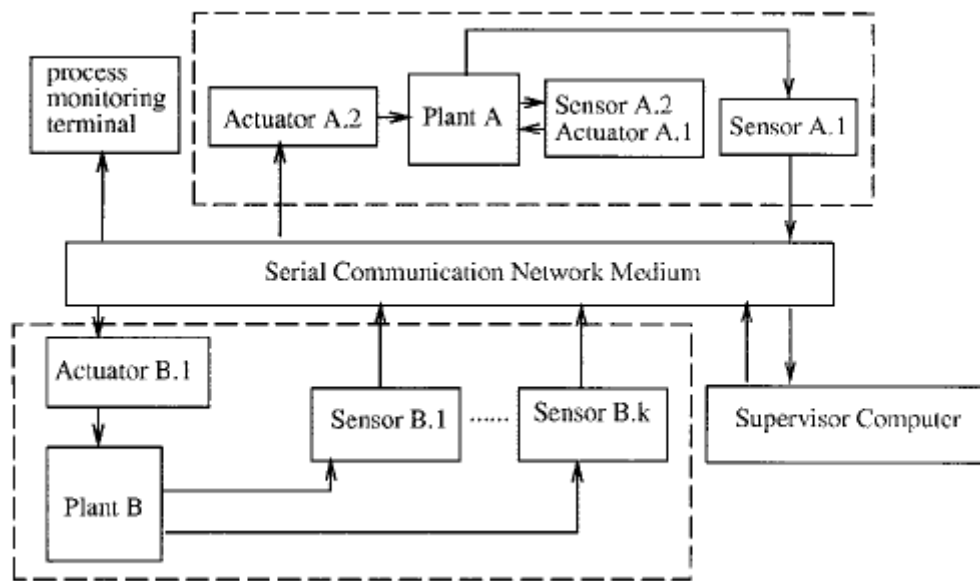 process
monitoring
terminal
Actuator A.2
Plant A
Sensor A.2
Actuator A.1
Sensor A.1
Serial Communication Network Medium
Actuator B.1
Sensor B.1
......
Sensor B.k
Supervisor Computer
Plant B